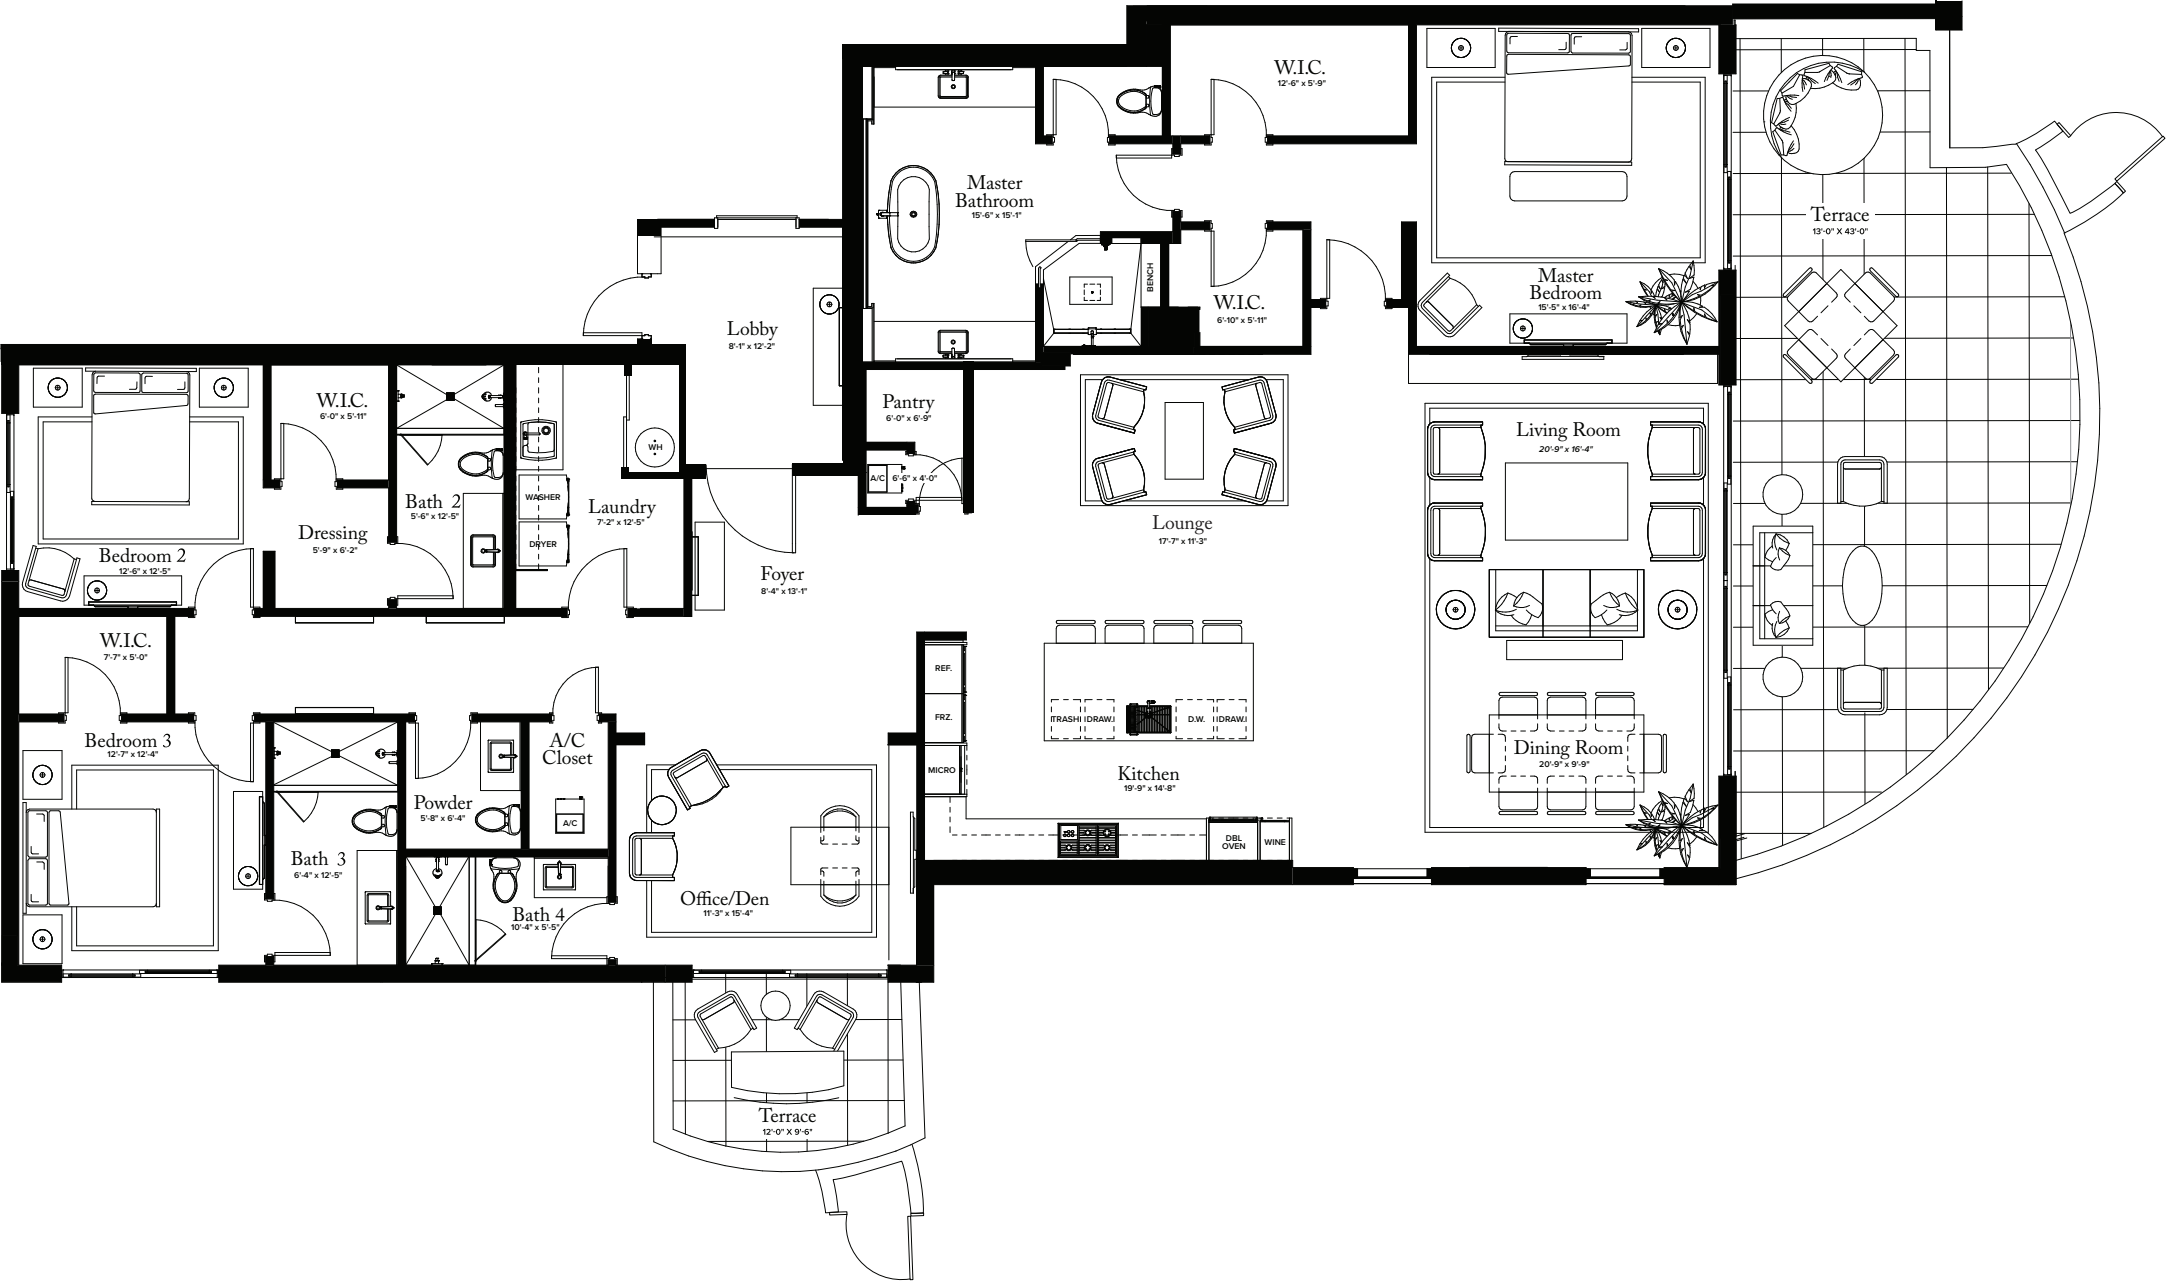 W.I.C.
12'-6" x 5'-9"
Master
Bathroom
15'-6" x 15'-1"
Terrace
13'-0" X 43'-0"
BENCH
Master
Bedroom
15'-5" x 16'-4"
W.I.C.
6'-10" x 5'-11"
Lobby
8'-1" x 12'-2"
W.I.C.
6'-0" x 5'-11"
Pantry
6'-0" x 6'-9"
Living Room
20'-9" x 16'-4"
WH
A/C
6'-6" x 4'-0"
Bath 2
5'-6" x 12'-5"
WASHER
Laundry
7'-2" x 12'-5"
Lounge
17'-7" x 11'-3"
Dressing
5'-9" x 6'-2"
DRYER
Bedroom 2
12'-6" x 12'-5"
Foyer
8'-4" x 13'-1"
W.I.C.
7'-7" x 5'-0"
REF.
FRZ.
TRASH
DRAW.
D.W.
DRAW.
Bedroom 3
12'-7" x 12'-4"
A/C
Closet
Dining Room
20'-9" x 9'-9"
MICRO
Kitchen
19'-9" x 14'-8"
Powder
5'-8" x 6'-4"
A/C
DBL
OVEN
WINE
Bath 3
6'-4" x 12'-5"
Office/Den
11'-3" x 15'-4"
Bath 4
10'-4" x 5'-5"
Terrace
12'-0" X 9'-6"